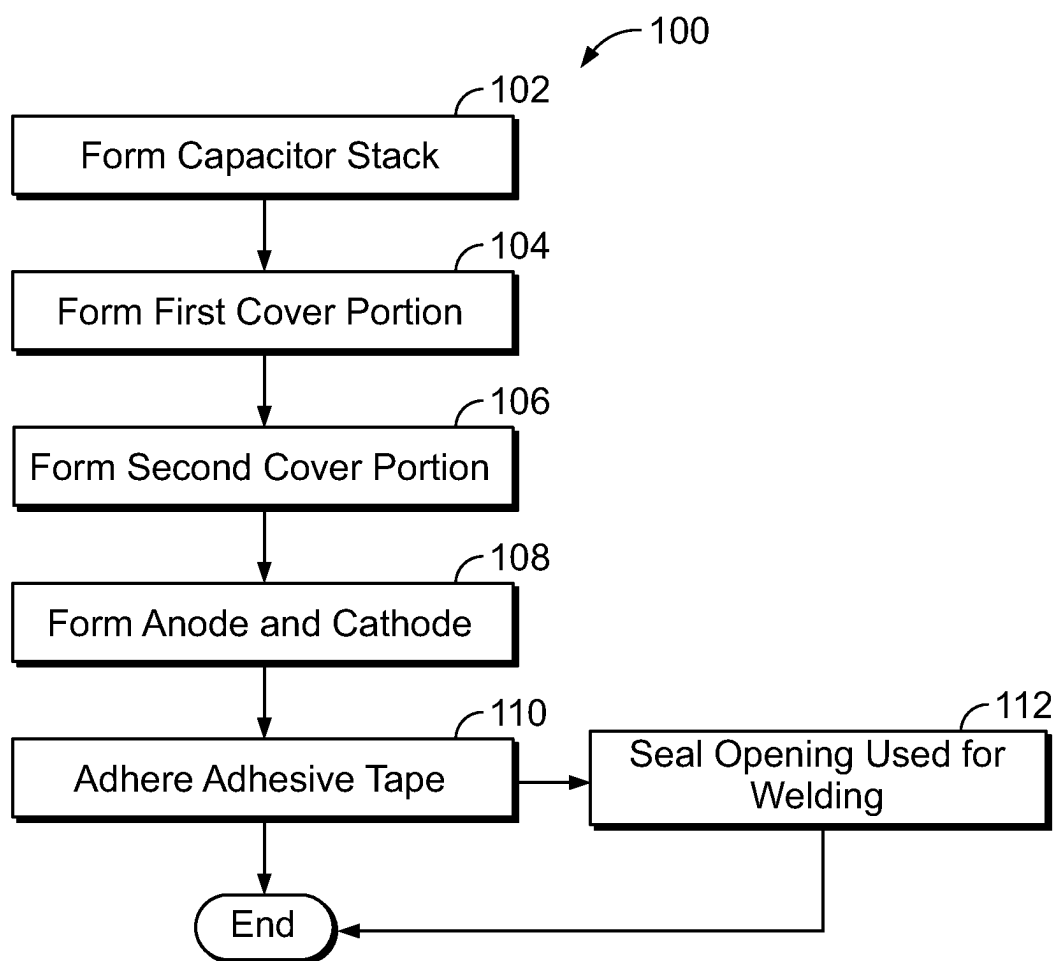 100
102
Form Capacitor Stack
104
Form First Cover Portion
106
Form Second Cover Portion
108
Form Anode and Cathode
110
Adhere Adhesive Tape
112
Seal Opening Used for
Welding
End